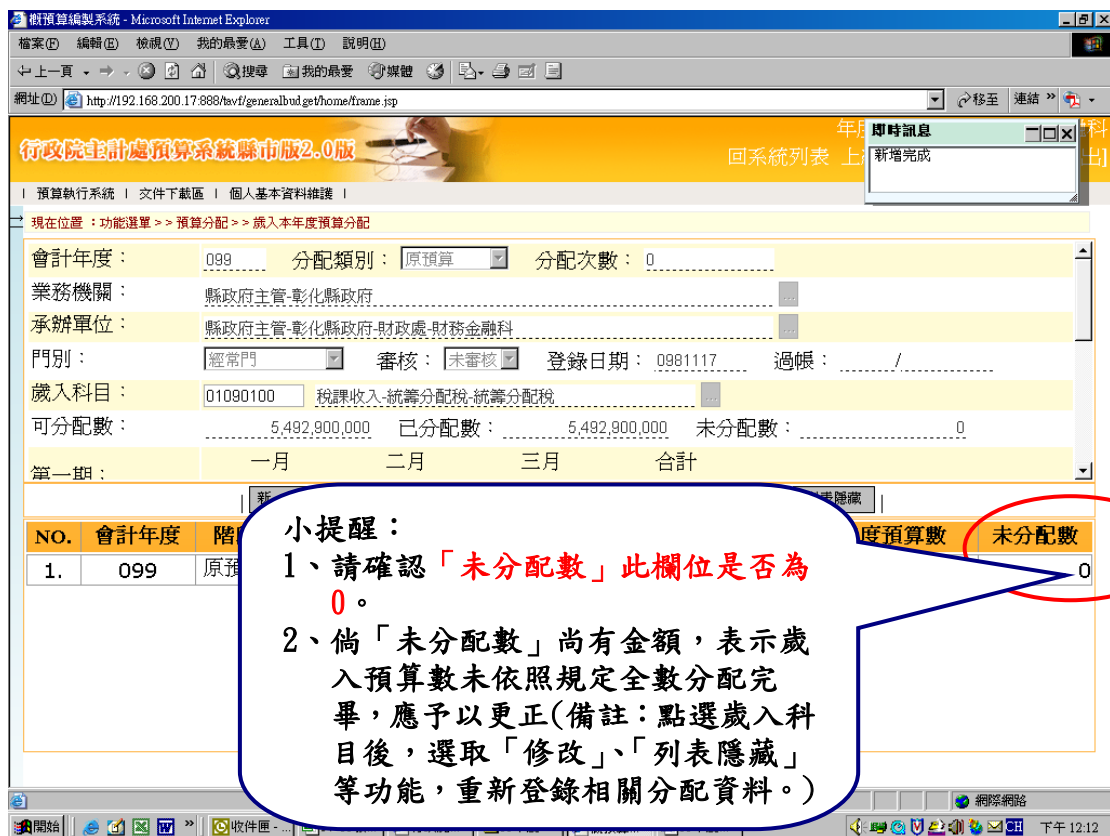 概預算編製系統 - Microsoft Internet Explorer
檔案(F) 編輯(E) 檢視(V) 我的最愛(A) 工具(T) 說明(H)
上一頁 搜尋 我的最愛 媒體
網址(D) http://192.168.200.17:888/tavf/generalbudget/home/frame.jsp 移至 連結 »
行政院主計處預算系統縣市版2.0版
回系統列表
即時訊息
新增完成
| 預算執行系統 | 文件下載區 | 個人基本資料維護 |
現在位置 :功能選單>>預算分配>>歲入本年度預算分配
會計年度: 099 分配類別: 原預算 分配次數: 0
業務機關: 縣政府主管-彰化縣政府 ...
承辦單位: 縣政府主管-彰化縣政府-財政處-財務金融科 ...
門別: 經常門 審核: 未審核 登錄日期: 0981117 過帳: /
歲入科目: 01090100 稅課收入-統籌分配稅-統籌分配稅 ...
可分配數: 5,492,900,000 已分配數: 5,492,900,000 未分配數: 0
第一期: 一月 二月 三月 合計
NO. 會計年度 度預算數 未分配數
1. 099 原預 0
小提醒:
1、請確認「未分配數」此欄位是否為
0。
2、倘「未分配數」尚有金額,表示歲
入預算數未依照規定全數分配完
畢,應予以更正(備註:點選歲入科
目後,選取「修改」、「列表隱藏」
等功能,重新登錄相關分配資料。)
網際網路
開始 » 收件匣 - ... CH 下午 12:12